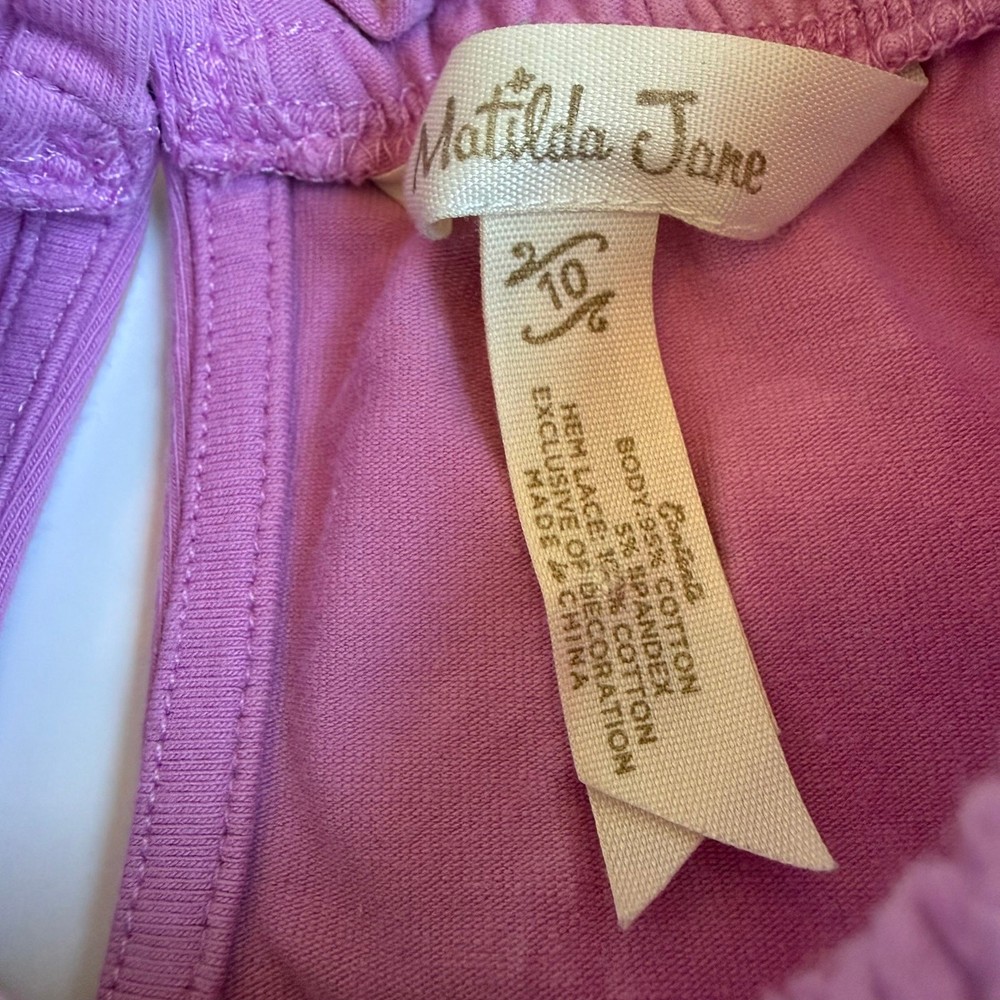 Matilda Jane
10
Contents
BODY: 95% COTTON
5% SPANDEX
HEM LACE: 100% COTTON
EXCLUSIVE OF DECORATION
MADE IN CHINA